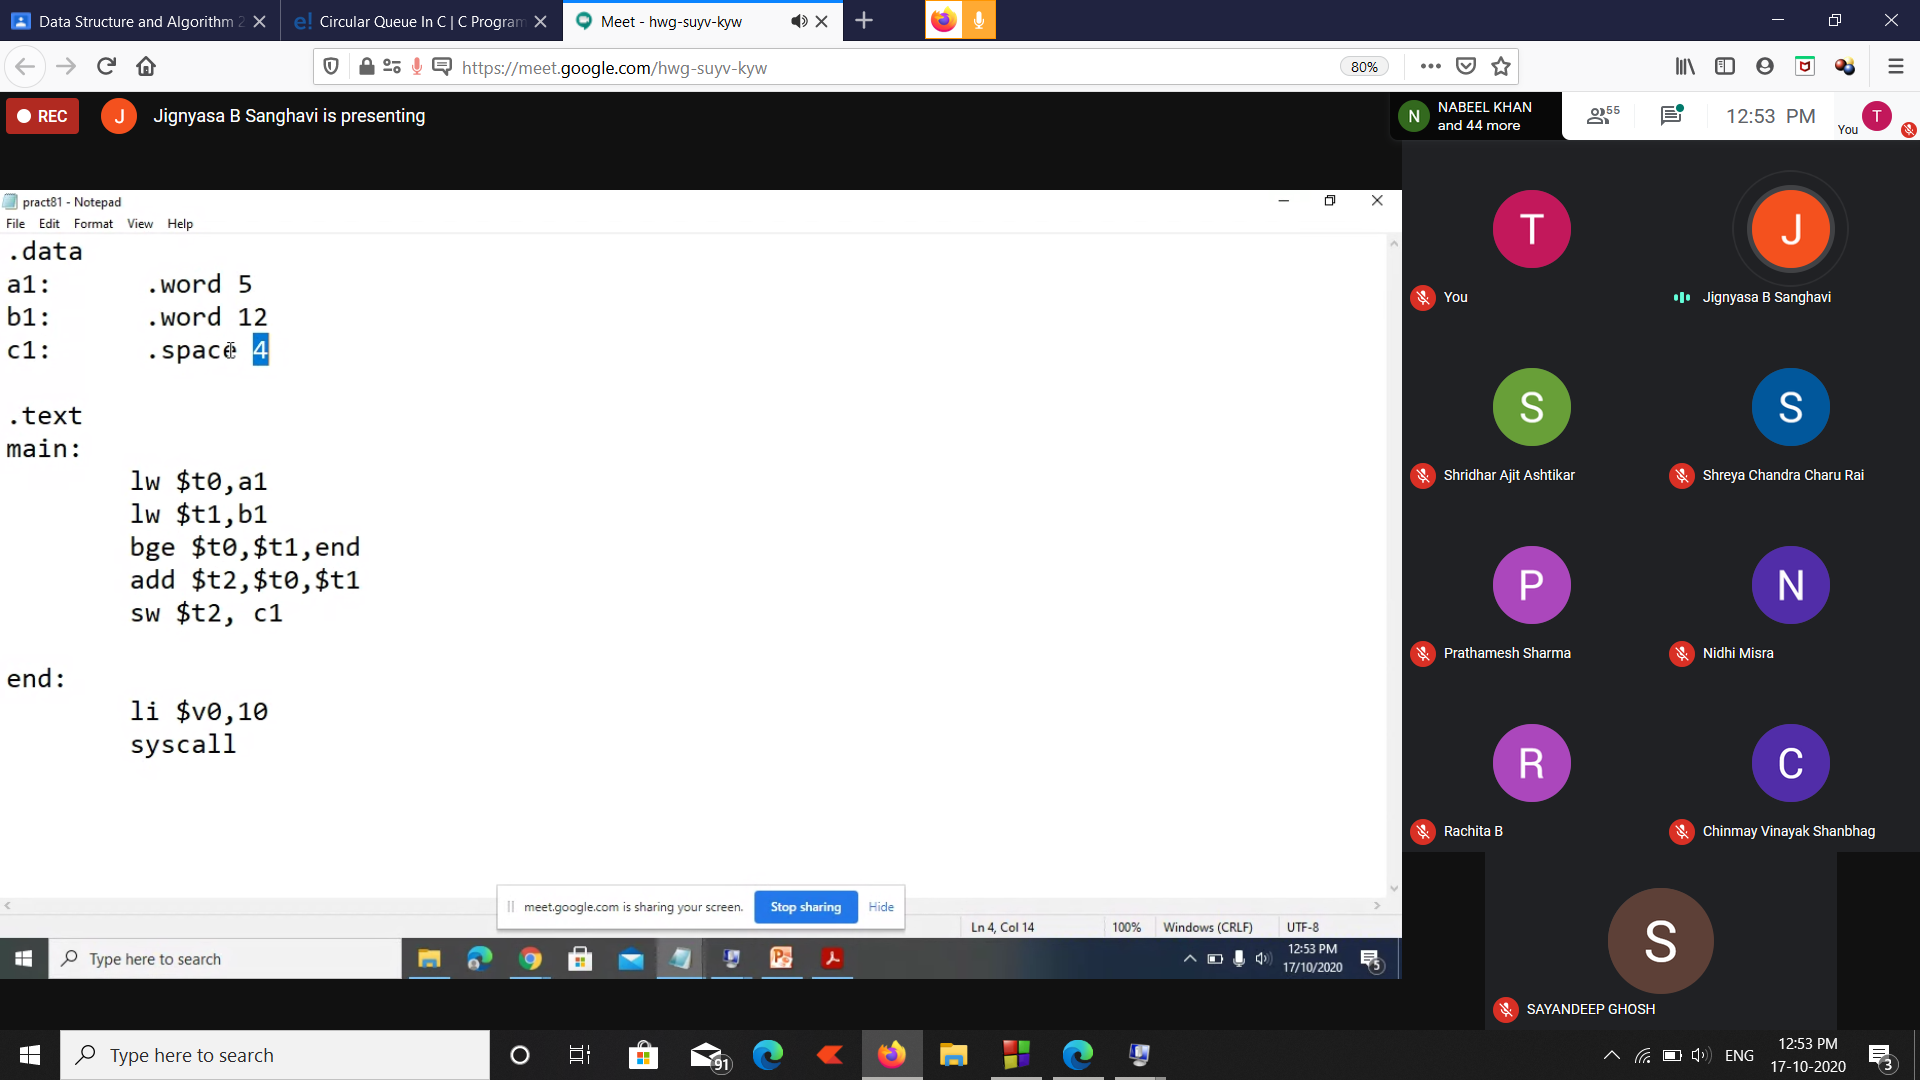 Data Structure and Algorithm 2
Circular Queue In C | C Program
Meet - hwg-suyv-kyw
https://meet.google.com/hwg-suyv-kyw
80%
REC
J
Jignyasa B Sanghavi is presenting
N
NABEEL KHAN
and 44 more
55
12:53 PM
You
T
pract81 - Notepad
File Edit Format View Help
.data
a1: .word 5
b1: .word 12
c1: .space 4
.text
main:
lw $t0,a1
lw $t1,b1
bge $t0,$t1,end
add $t2,$t0,$t1
sw $t2, c1
end:
li $v0,10
syscall
meet.google.com is sharing your screen.
Stop sharing
Hide
Ln 4, Col 14
100%
Windows (CRLF)
UTF-8
Type here to search
12:53 PM
17/10/2020
5
T
You
J
Jignyasa B Sanghavi
S
Shridhar Ajit Ashtikar
S
Shreya Chandra Charu Rai
P
Prathamesh Sharma
N
Nidhi Misra
R
Rachita B
C
Chinmay Vinayak Shanbhag
S
SAYANDEEP GHOSH
Type here to search
91
ENG
12:53 PM
17-10-2020
3